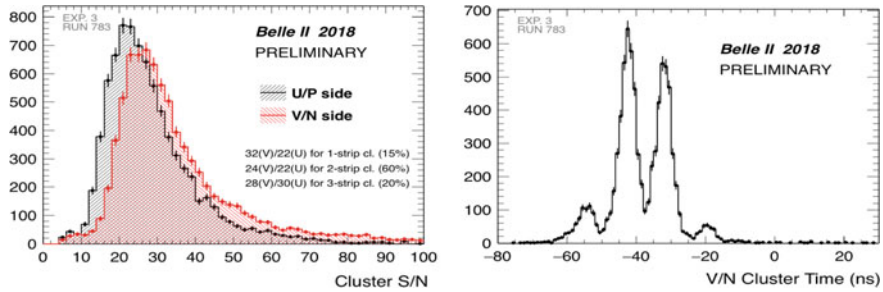 EXP. 3
RUN 783
Belle II 2018
PRELIMINARY
U/P side
V/N side
32(V)/22(U) for 1-strip cl. (15%)
24(V)/22(U) for 2-strip cl. (60%)
28(V)/30(U) for 3-strip cl. (20%)
800
700
600
500
400
300
200
100
0
0 10 20 30 40 50 60 70 80 90 100
Cluster S/N
EXP. 3
RUN 783
Belle II 2018
PRELIMINARY
700
600
500
400
300
200
100
0
−80 −60 −40 −20 0 20
V/N Cluster Time (ns)